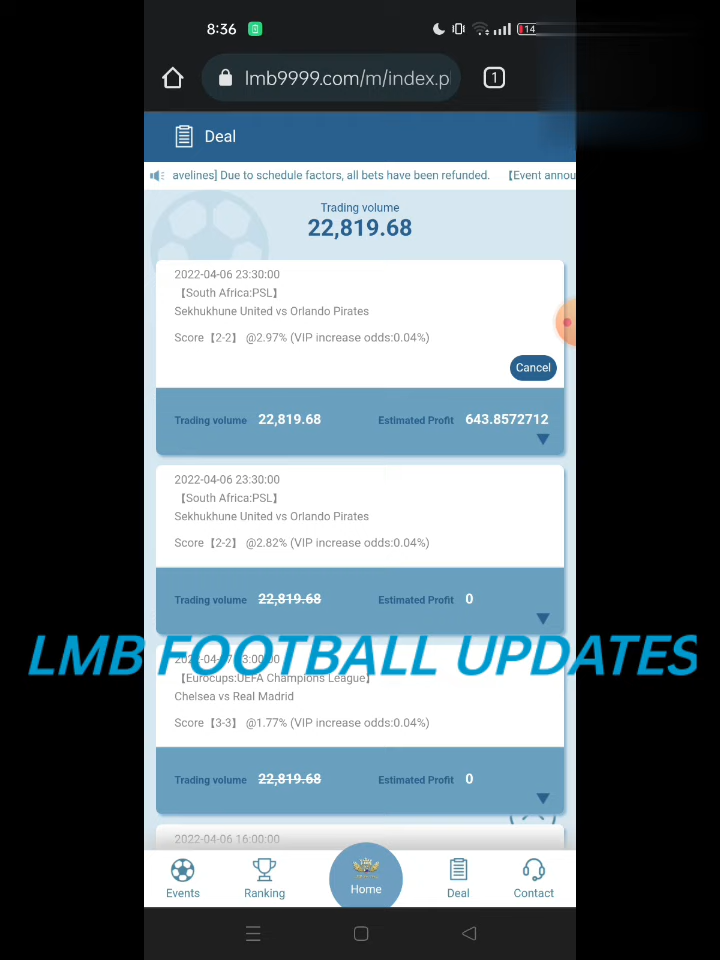 8:36
14
lmb9999.com/m/index.p
1
Deal
avelines] Due to schedule factors, all bets have been refunded. 【Event annou
Trading volume
22,819.68
2022-04-06 23:30:00
【South Africa:PSL】
Sekhukhune United vs Orlando Pirates
Score【2-2】 @2.97% (VIP increase odds:0.04%)
Cancel
Trading volume 22,819.68 Estimated Profit 643.8572712
2022-04-06 23:30:00
【South Africa:PSL】
Sekhukhune United vs Orlando Pirates
Score【2-2】 @2.82% (VIP increase odds:0.04%)
Trading volume 22,819.68 Estimated Profit 0
LMB FOOTBALL UPDATES
【Eurocups:UEFA Champions League】
Chelsea vs Real Madrid
Score【3-3】 @1.77% (VIP increase odds:0.04%)
Trading volume 22,819.68 Estimated Profit 0
2022-04-06 16:00:00
Events Ranking Home Deal Contact